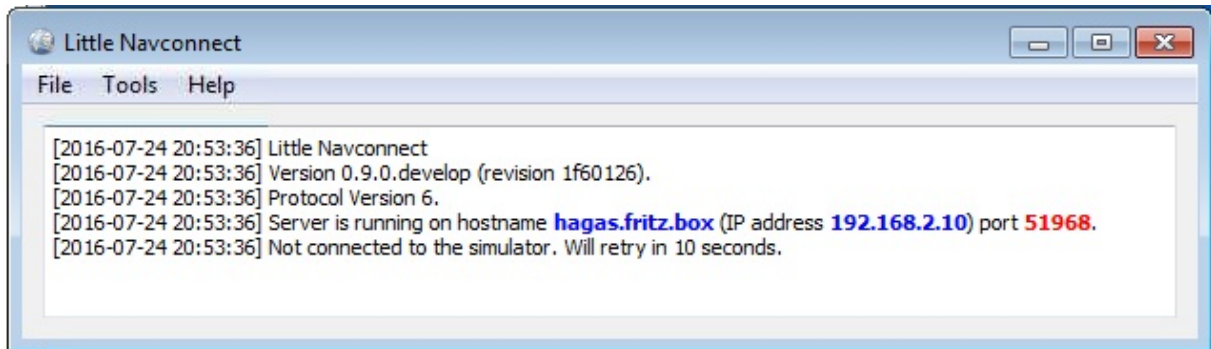 Little Navconnect
File Tools Help
[2016-07-24 20:53:36] Little Navconnect
[2016-07-24 20:53:36] Version 0.9.0.develop (revision 1f60126).
[2016-07-24 20:53:36] Protocol Version 6.
[2016-07-24 20:53:36] Server is running on hostname hagas.fritz.box (IP address 192.168.2.10) port 51968.
[2016-07-24 20:53:36] Not connected to the simulator. Will retry in 10 seconds.